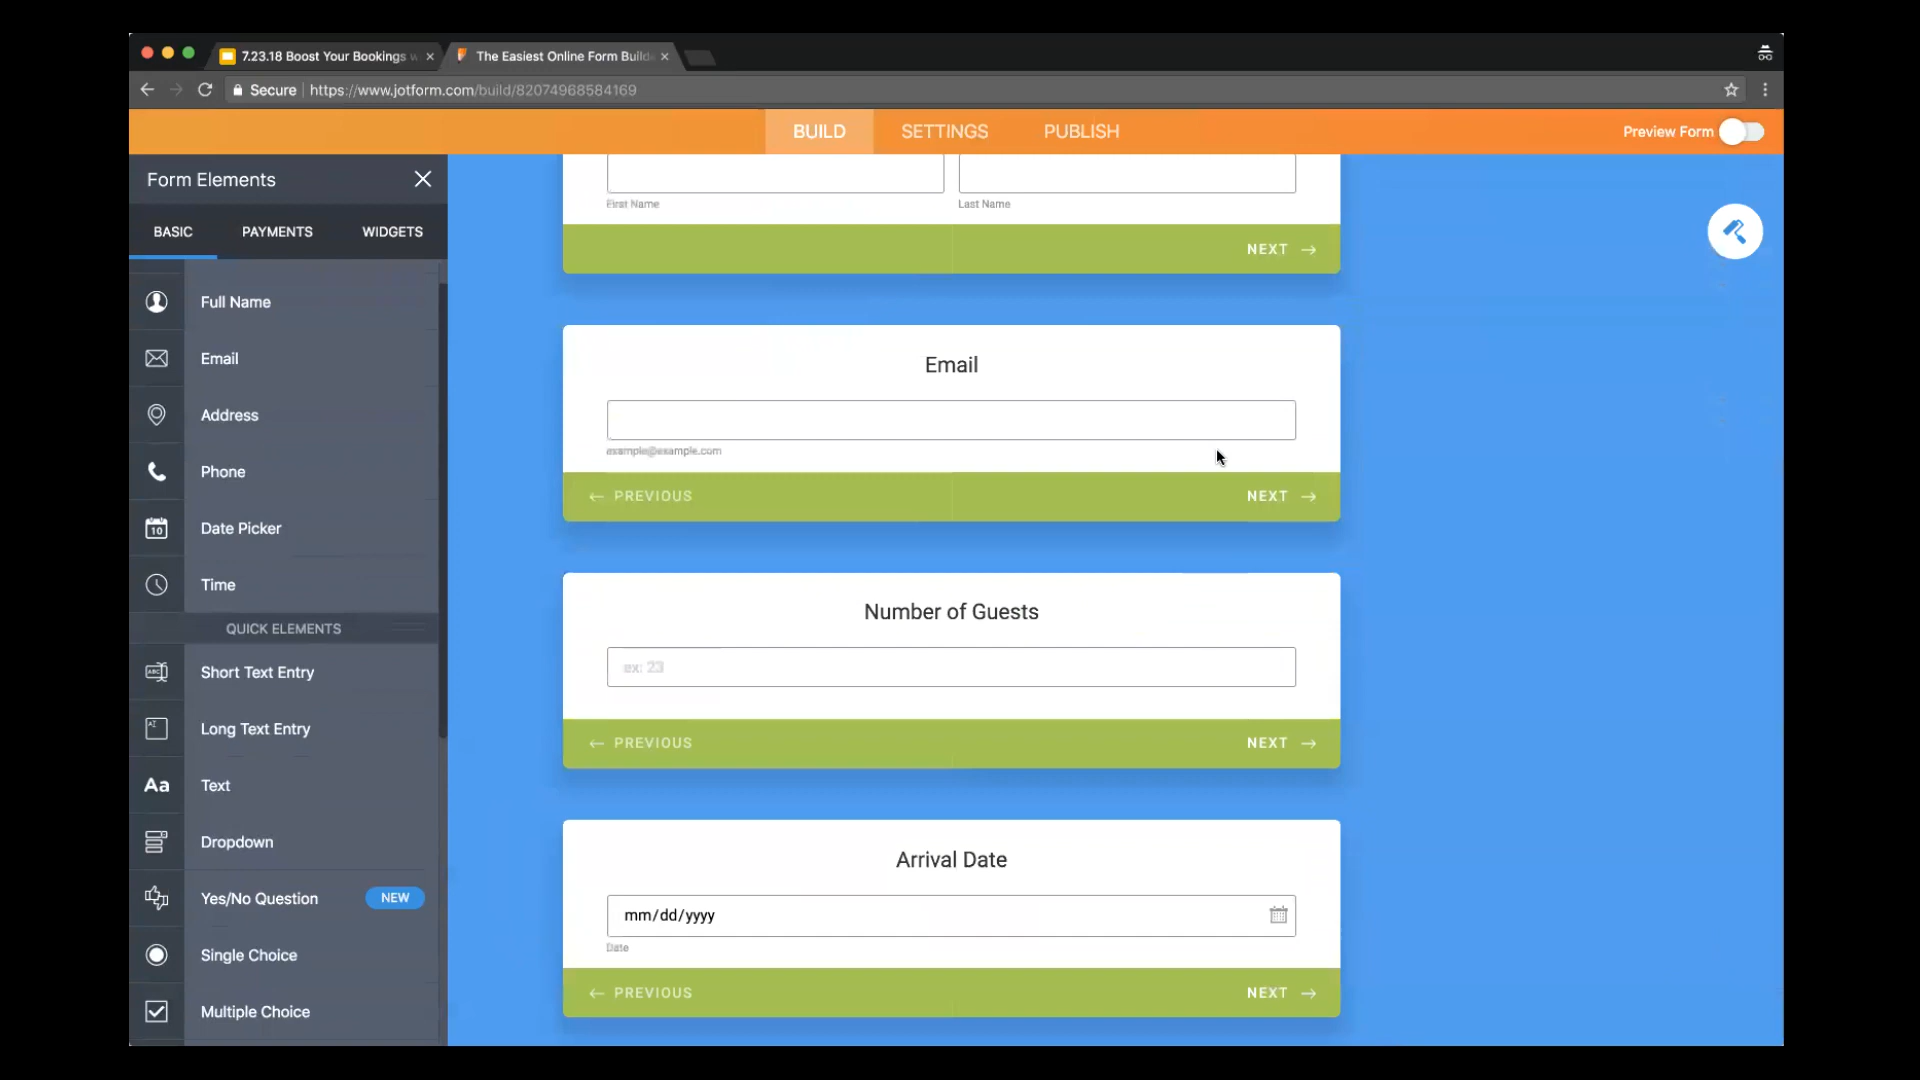 7.23.18 Boost Your Bookings w
The Easiest Online Form Builde
Secure
https://www.jotform.com/build/82074968584169
BUILD
SETTINGS
PUBLISH
Preview Form
Form Elements
BASIC
PAYMENTS
WIDGETS
Full Name
Email
Address
Phone
10
Date Picker
Time
QUICK ELEMENTS
ABC
Short Text Entry
Long Text Entry
Aa
Text
Dropdown
Yes/No Question
NEW
Single Choice
Multiple Choice
First Name
Last Name
NEXT →
Email
example@example.com
← PREVIOUS
NEXT →
Number of Guests
ex: 23
← PREVIOUS
NEXT →
Arrival Date
mm/dd/yyyy
Date
← PREVIOUS
NEXT →